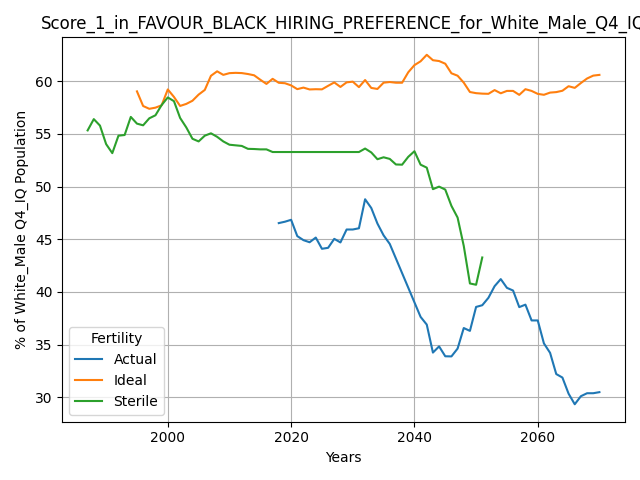 Score_1_in_FAVOUR_BLACK_HIRING_PREFERENCE_for_White_Male_Q4_IQ
% of White_Male Q4_IQ Population
60
55
50
45
40
35
30
Fertility
Actual
Ideal
Sterile
2000
2020
2040
2060
Years